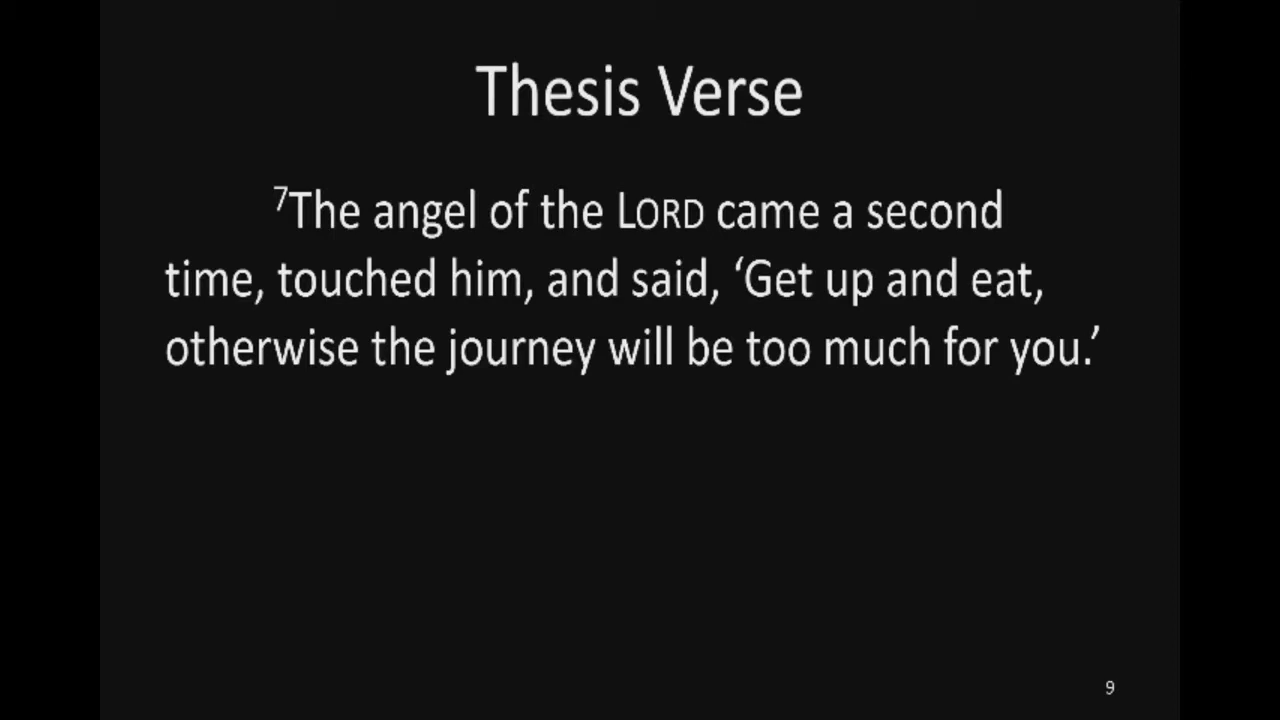 Thesis Verse
⁷The angel of the LORD came a second
time, touched him, and said, ‘Get up and eat,
otherwise the journey will be too much for you.’
9